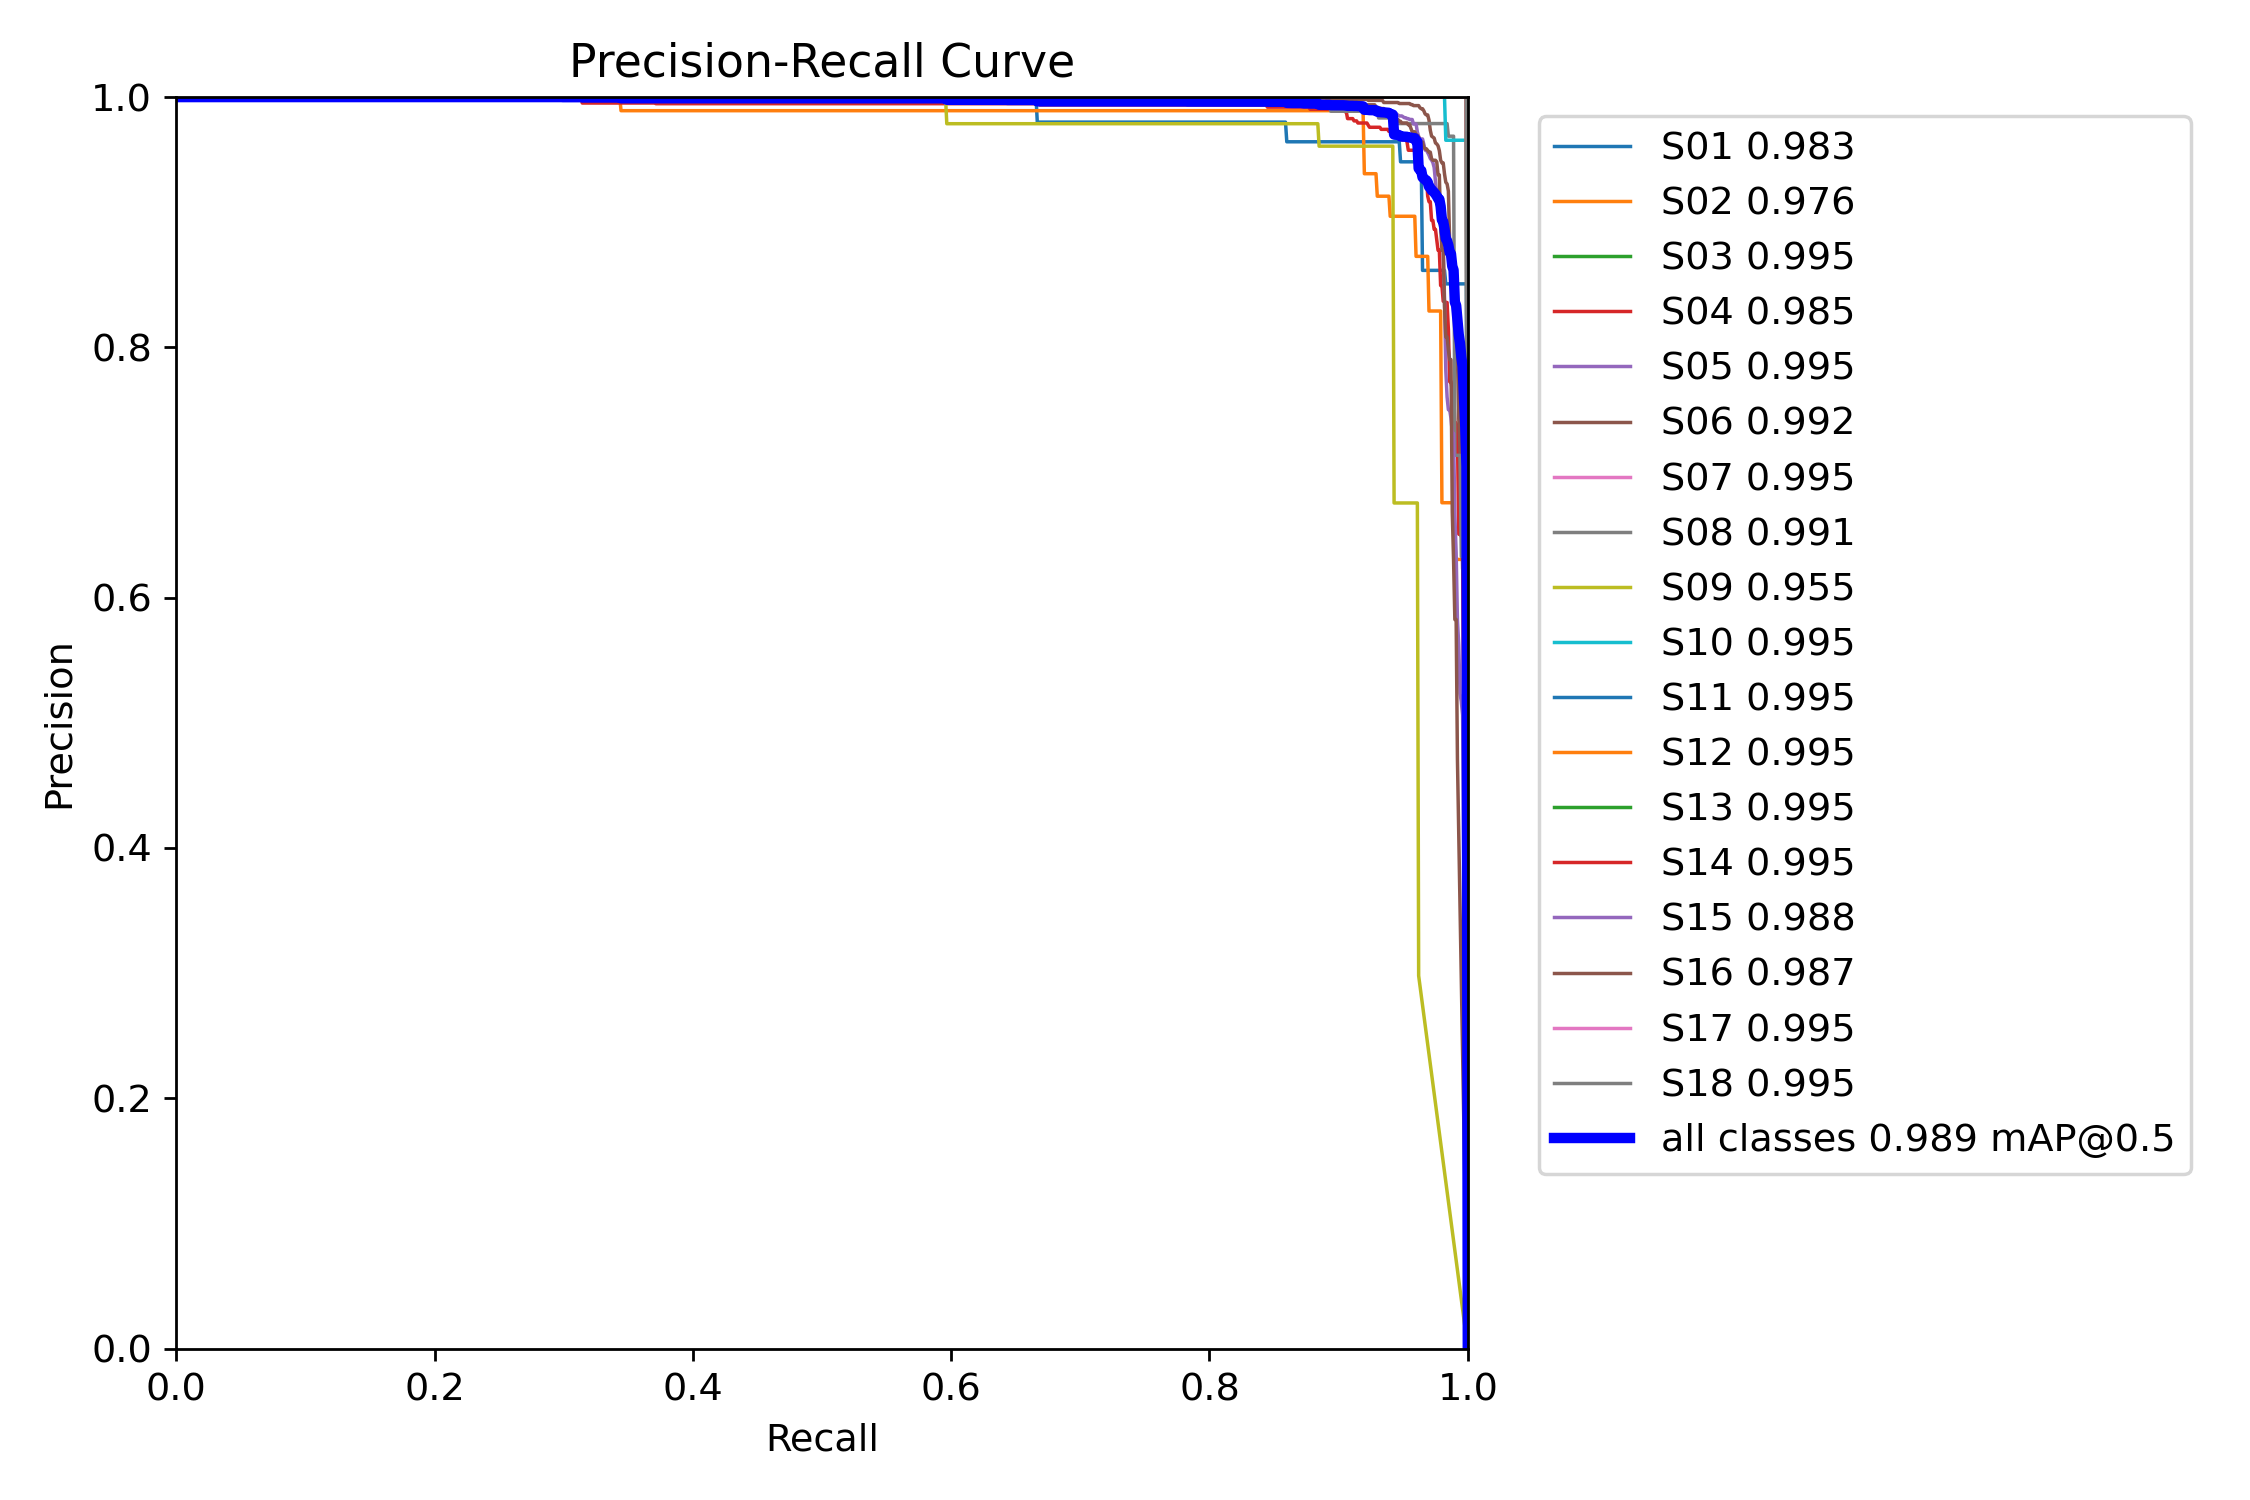 Precision-Recall Curve
1.0
0.8
0.6
0.4
0.2
0.0
Precision
0.0 0.2 0.4 0.6 0.8 1.0
Recall
S01 0.983
S02 0.976
S03 0.995
S04 0.985
S05 0.995
S06 0.992
S07 0.995
S08 0.991
S09 0.955
S10 0.995
S11 0.995
S12 0.995
S13 0.995
S14 0.995
S15 0.988
S16 0.987
S17 0.995
S18 0.995
all classes 0.989 mAP@0.5